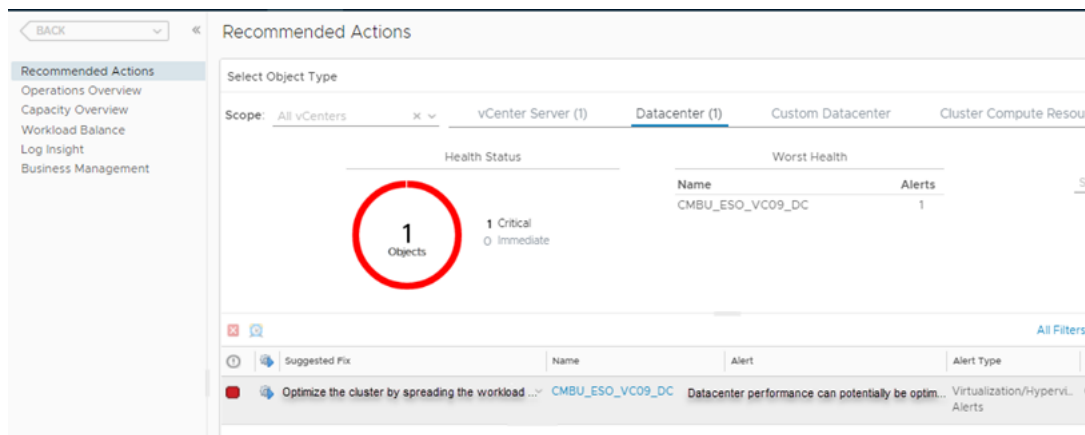 BACK
«
Recommended Actions
Recommended Actions
Operations Overview
Capacity Overview
Workload Balance
Log Insight
Business Management
Select Object Type
Scope: All vCenters
vCenter Server (1) Datacenter (1) Custom Datacenter Cluster Compute Resou
Health Status
Worst Health
Name Alerts
CMBU_ESO_VC09_DC 1
1
Objects
1 Critical
0 Immediate
S
All Filters
Suggested Fix Name Alert Alert Type
Optimize the cluster by spreading the workload ... CMBU_ESO_VC09_DC Datacenter performance can potentially be optim... Virtualization/Hypervi..
Alerts